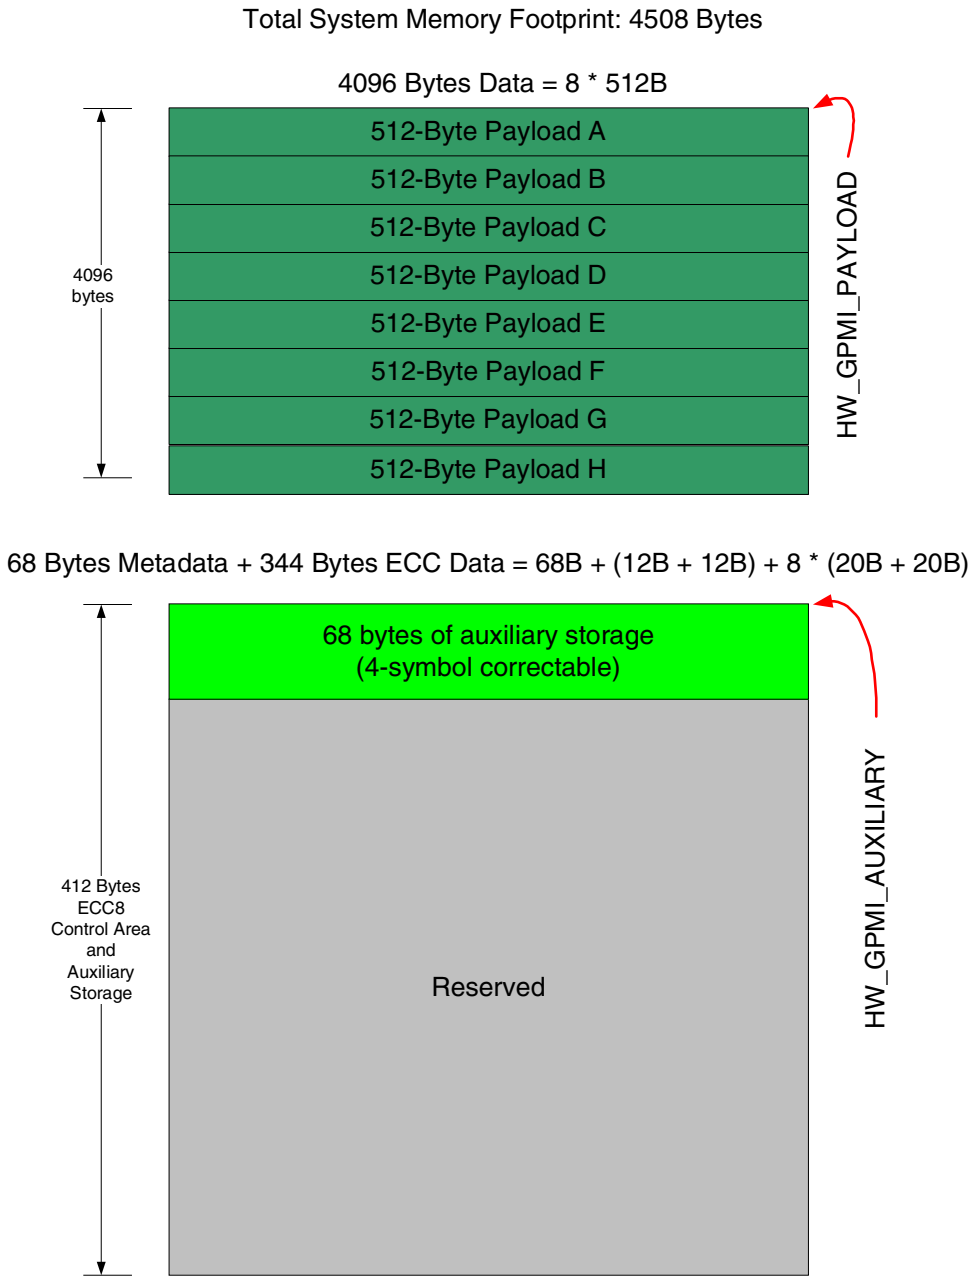 Total System Memory Footprint: 4508 Bytes
4096 Bytes Data = 8 * 512B
512-Byte Payload A
512-Byte Payload B
512-Byte Payload C
512-Byte Payload D
512-Byte Payload E
512-Byte Payload F
512-Byte Payload G
512-Byte Payload H
4096
bytes
HW_GPMI_PAYLOAD
68 Bytes Metadata + 344 Bytes ECC Data = 68B + (12B + 12B) + 8 * (20B + 20B)
68 bytes of auxiliary storage
(4-symbol correctable)
412 Bytes
ECC8
Control Area
and
Auxiliary
Storage
Reserved
HW_GPMI_AUXILIARY